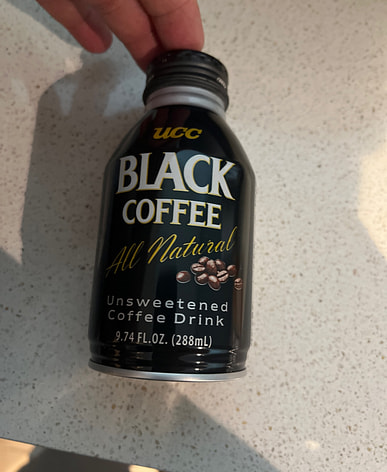 UCC
BLACK
COFFEE
All Natural
Unsweetened
Coffee Drink
9.74 FL.OZ. (288mL)